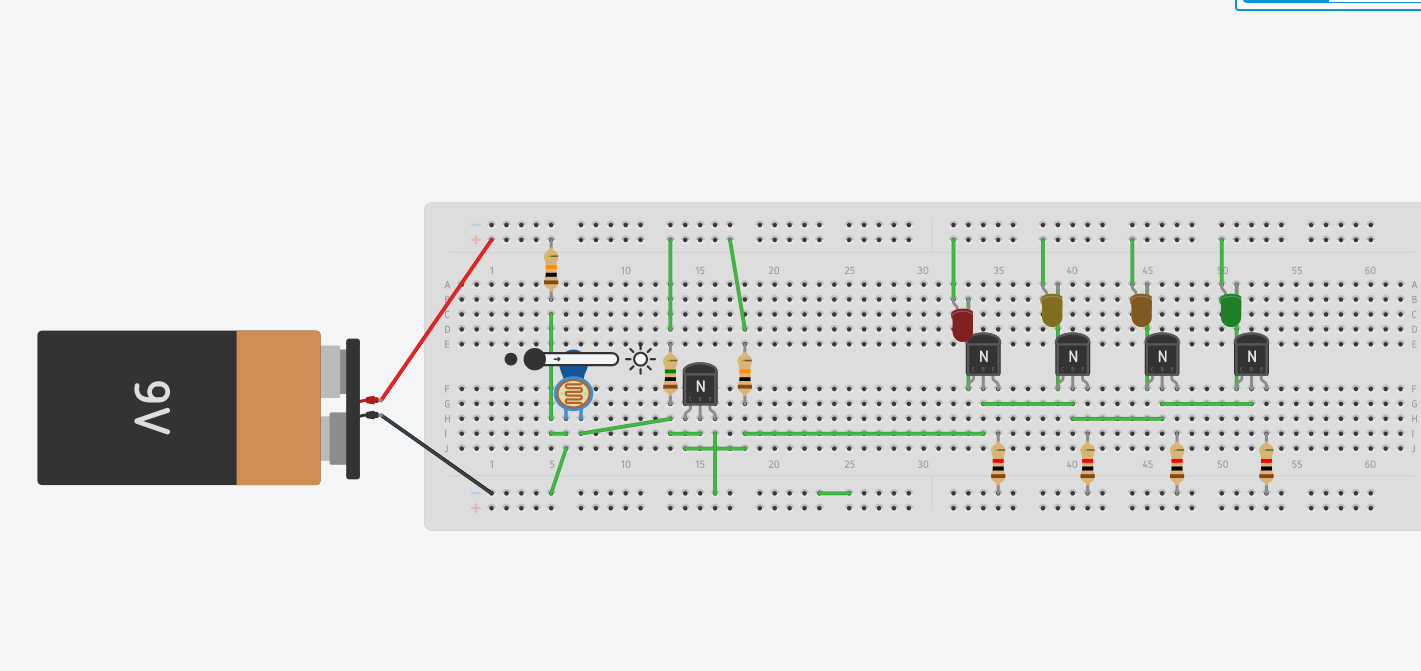 9V
− −
+ +
1 10 15 20 25 30 35 40 45 50 55 60
A A
B B
C C
D D
E E
N N N N N
C B E
F F
G G
H H
I I
J J
1 5 10 15 20 25 30 35 40 45 50 55 60
−
+